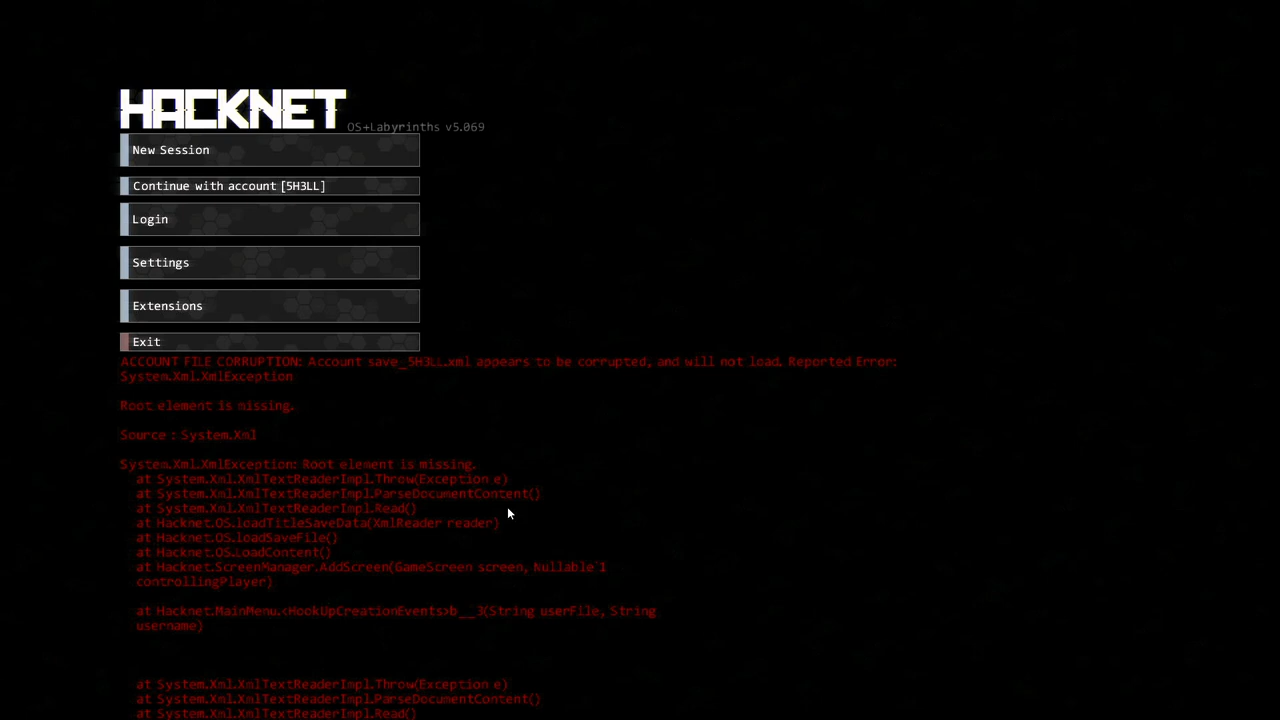 HACKNET
OS+Labyrinths v5.069
New Session
Continue with account [5H3LL]
Login
Settings
Extensions
Exit
ACCOUNT FILE CORRUPTION: Account save_5H3LL.xml appears to be corrupted, and will not load. Reported Error:
System.Xml.XmlException
Root element is missing.
Source : System.Xml
System.Xml.XmlException: Root element is missing.
at System.Xml.XmlTextReaderImpl.Throw(Exception e)
at System.Xml.XmlTextReaderImpl.ParseDocumentContent()
at System.Xml.XmlTextReaderImpl.Read()
at Hacknet.OS.loadTitleSaveData(XmlReader reader)
at Hacknet.OS.loadSaveFile()
at Hacknet.OS.LoadContent()
at Hacknet.ScreenManager.AddScreen(GameScreen screen, Nullable`1
controllingPlayer)
at Hacknet.MainMenu.<HookUpCreationEvents>b__3(String userFile, String
username)
at System.Xml.XmlTextReaderImpl.Throw(Exception e)
at System.Xml.XmlTextReaderImpl.ParseDocumentContent()
at System.Xml.XmlTextReaderImpl.Read()